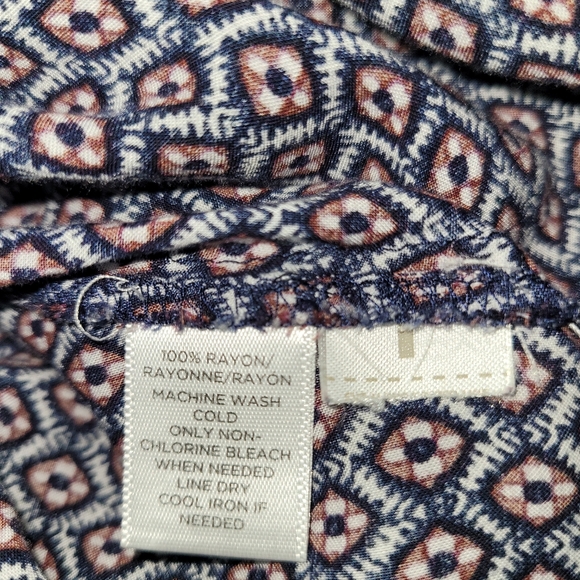 100% RAYON/
RAYONNE/RAYON
MACHINE WASH
COLD
ONLY NON-
CHLORINE BLEACH
WHEN NEEDED
LINE DRY
COOL IRON IF
NEEDED